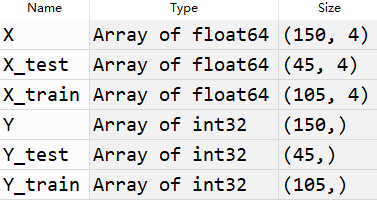 Name Type Size
X Array of float64 (150, 4)
X_test Array of float64 (45, 4)
X_train Array of float64 (105, 4)
Y Array of int32 (150,)
Y_test Array of int32 (45,)
Y_train Array of int32 (105,)